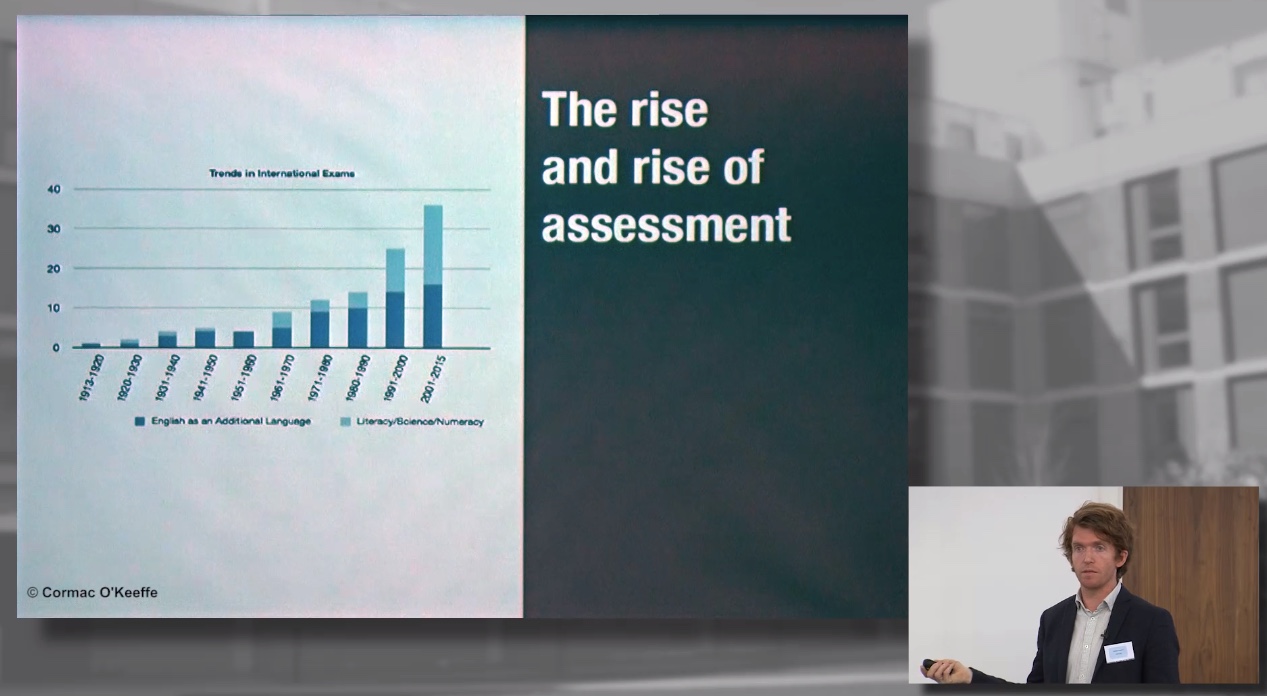 The rise
and rise of
assessment
Trends in International Exams
40
30
20
10
0
1913-1920
1920-1930
1931-1940
1941-1950
1951-1960
1961-1970
1971-1980
1980-1990
1991-2000
2001-2015
English as an Additional Language
Literacy/Science/Numeracy
© Cormac O'Keeffe